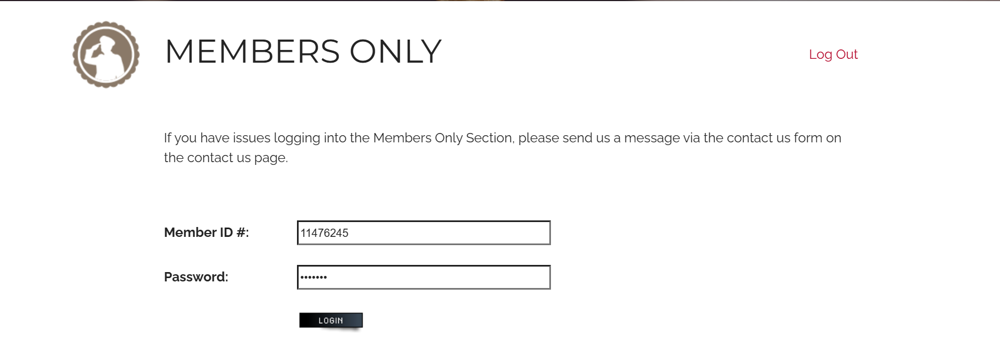 MEMBERS ONLY
Log Out
If you have issues logging into the Members Only Section, please send us a message via the contact us form on
the contact us page.
Member ID #:
11476245
Password:
•••••••
LOGIN